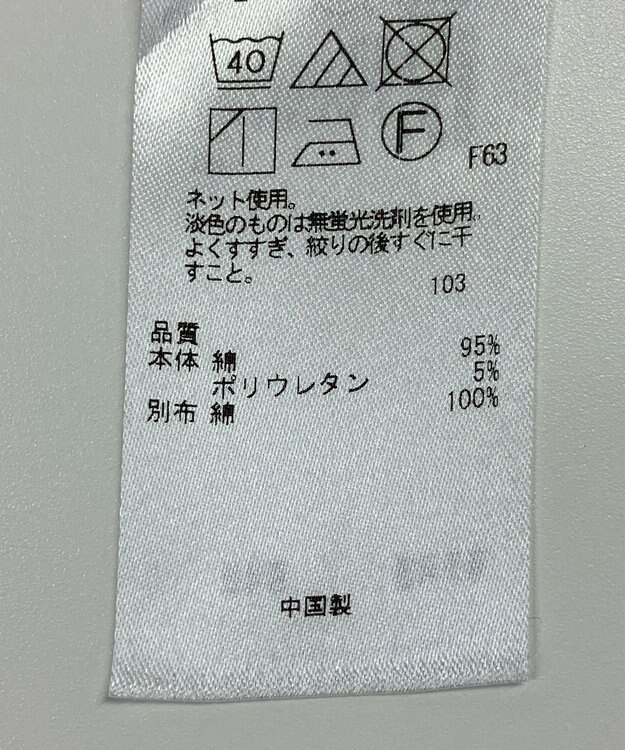 40
F
F63
ネット使用。
淡色のものは無蛍光洗剤を使用。
よくすすぎ、絞りの後すぐに干
すこと。
103
品質
本体 綿 95%
ポリウレタン 5%
別布 綿 100%
中国製